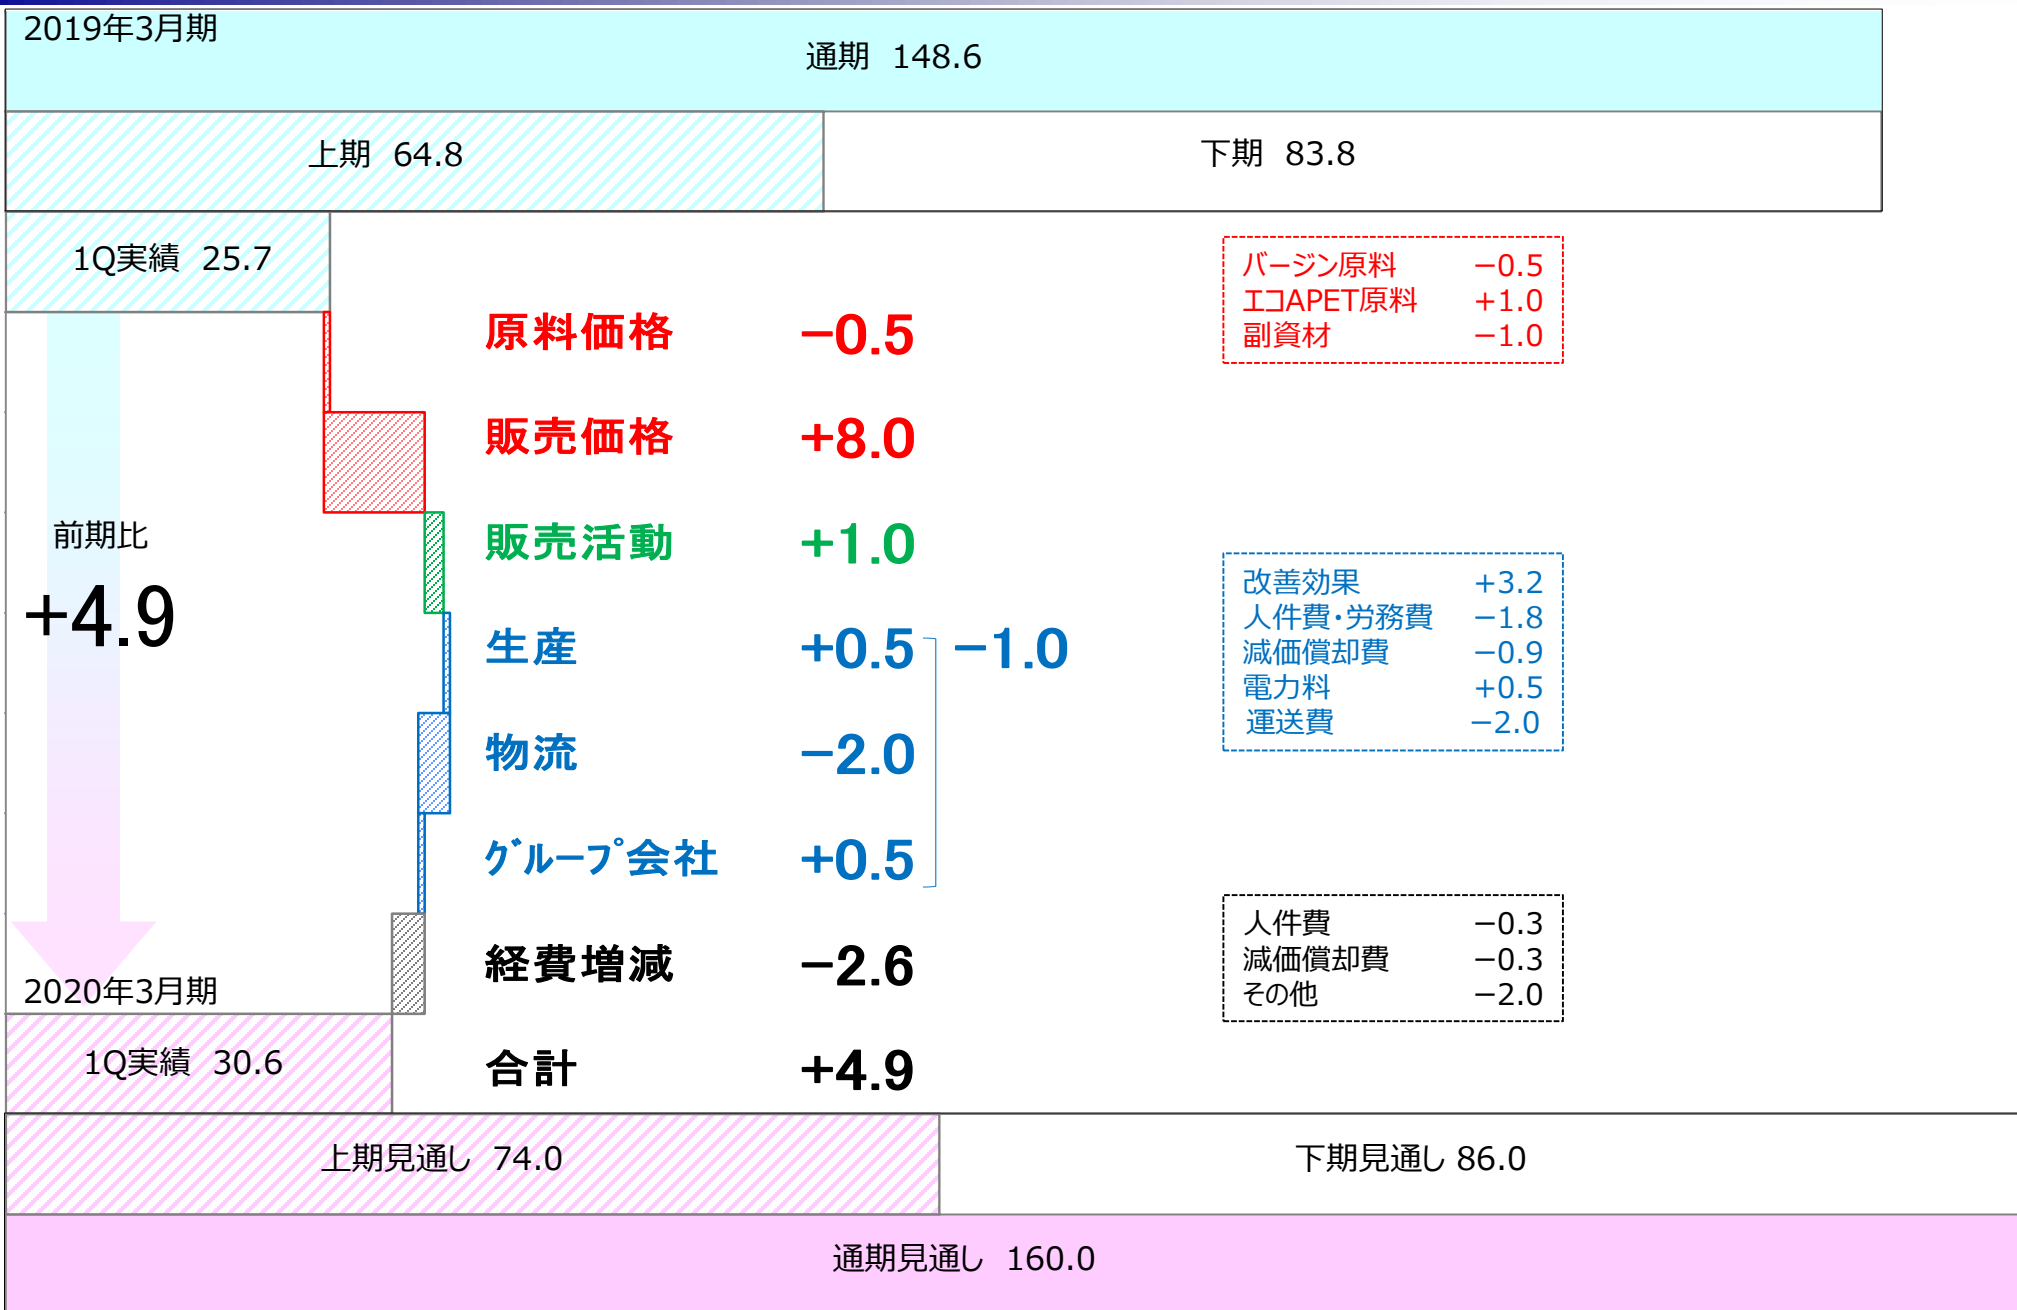 2019年3月期
通期 148.6
上期 64.8
下期 83.8
1Q実績 25.7
原料価格 −0.5
販売価格 +8.0
販売活動 +1.0
生産 +0.5 −1.0
物流 −2.0
ｸﾞﾙｰﾌﾟ会社 +0.5
経費増減 −2.6
合計 +4.9
バージン原料 −0.5
エコAPET原料 +1.0
副資材 −1.0
改善効果 +3.2
人件費・労務費 −1.8
減価償却費 −0.9
電力料 +0.5
運送費 −2.0
人件費 −0.3
減価償却費 −0.3
その他 −2.0
前期比
+4.9
2020年3月期
1Q実績 30.6
上期見通し 74.0
下期見通し 86.0
通期見通し 160.0